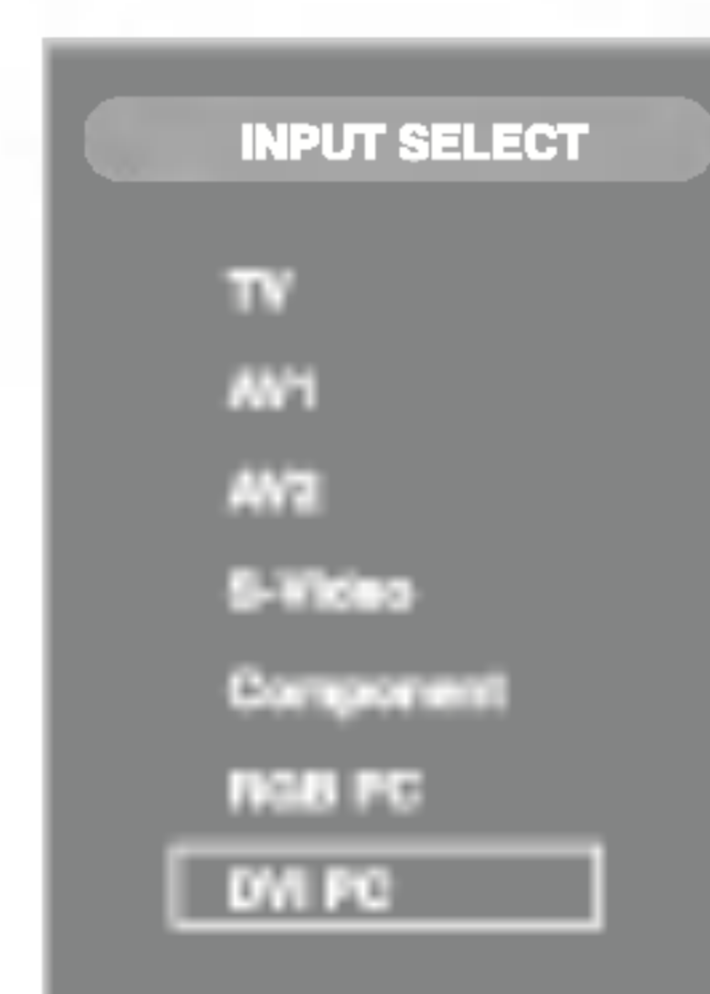 INPUT SELECT
TV
AV1
AV2
S-Video
Component
RGB PC
DVI PC